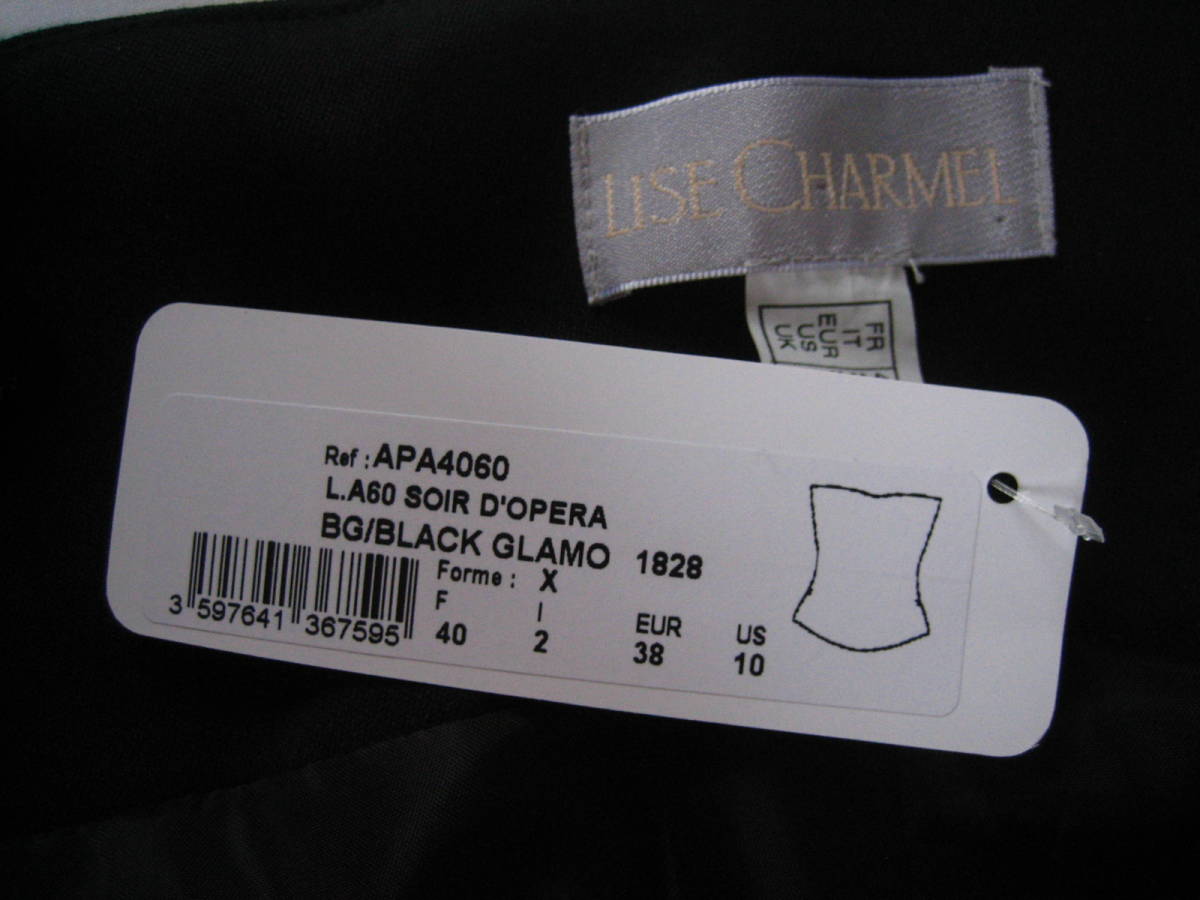 LISE CHARMEL
FR
IT
EUR
US
UK
Ref : APA4060
L.A60 SOIR D'OPERA
BG/BLACK GLAMO 1828
Forme : X
F I EUR US
40 2 38 10
3 597641 367595